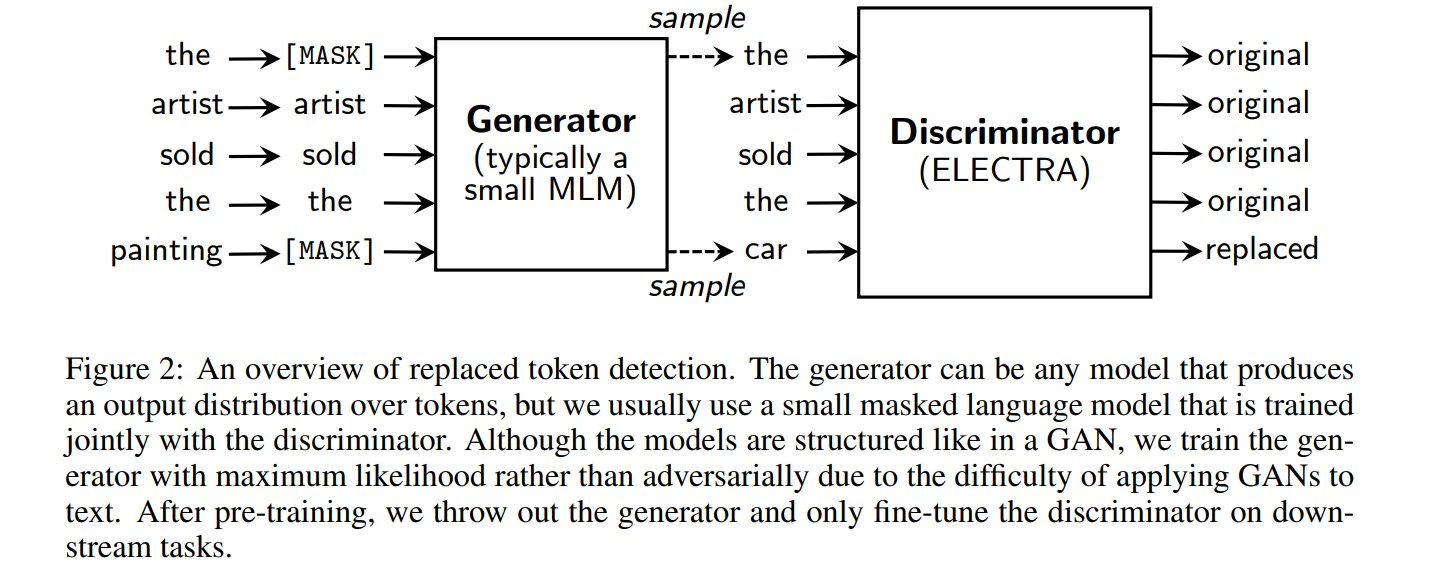 sample
the [MASK] the original
artist artist artist original
Generator
Discriminator
sold sold (typically a sold (ELECTRA) original
small MLM)
the the the original
painting [MASK] car replaced
sample
Figure 2: An overview of replaced token detection. The generator can be any model that produces
an output distribution over tokens, but we usually use a small masked language model that is trained
jointly with the discriminator. Although the models are structured like in a GAN, we train the gen-
erator with maximum likelihood rather than adversarially due to the difficulty of applying GANs to
text. After pre-training, we throw out the generator and only fine-tune the discriminator on down-
stream tasks.